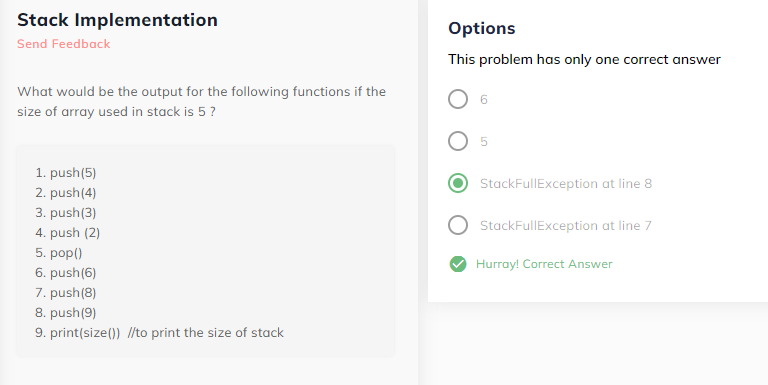 Stack Implementation
Send Feedback
What would be the output for the following functions if the
size of array used in stack is 5 ?
1. push(5)
2. push(4)
3. push(3)
4. push (2)
5. pop()
6. push(6)
7. push(8)
8. push(9)
9. print(size()) //to print the size of stack
Options
This problem has only one correct answer
6
5
StackFullException at line 8
StackFullException at line 7
Hurray! Correct Answer